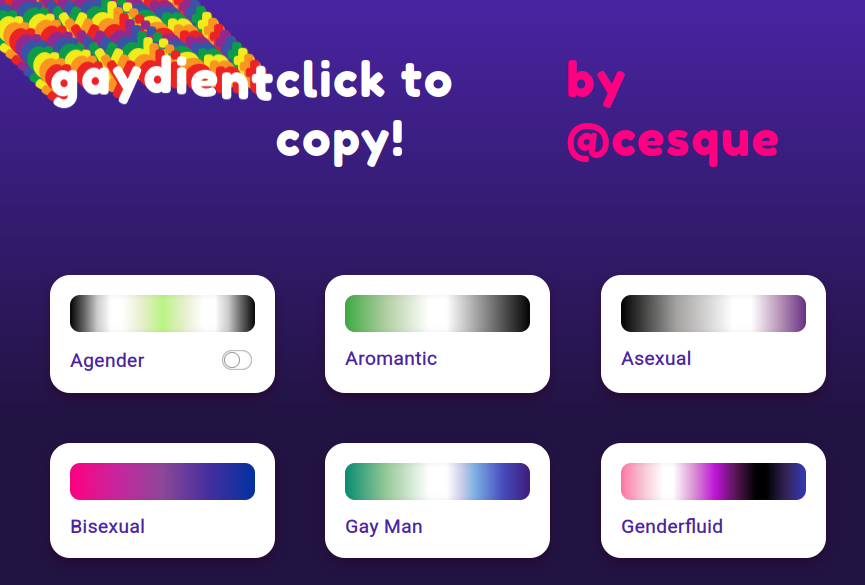 gaydient
click to
copy!
by
@cesque
Agender
Aromantic
Asexual
Bisexual
Gay Man
Genderfluid